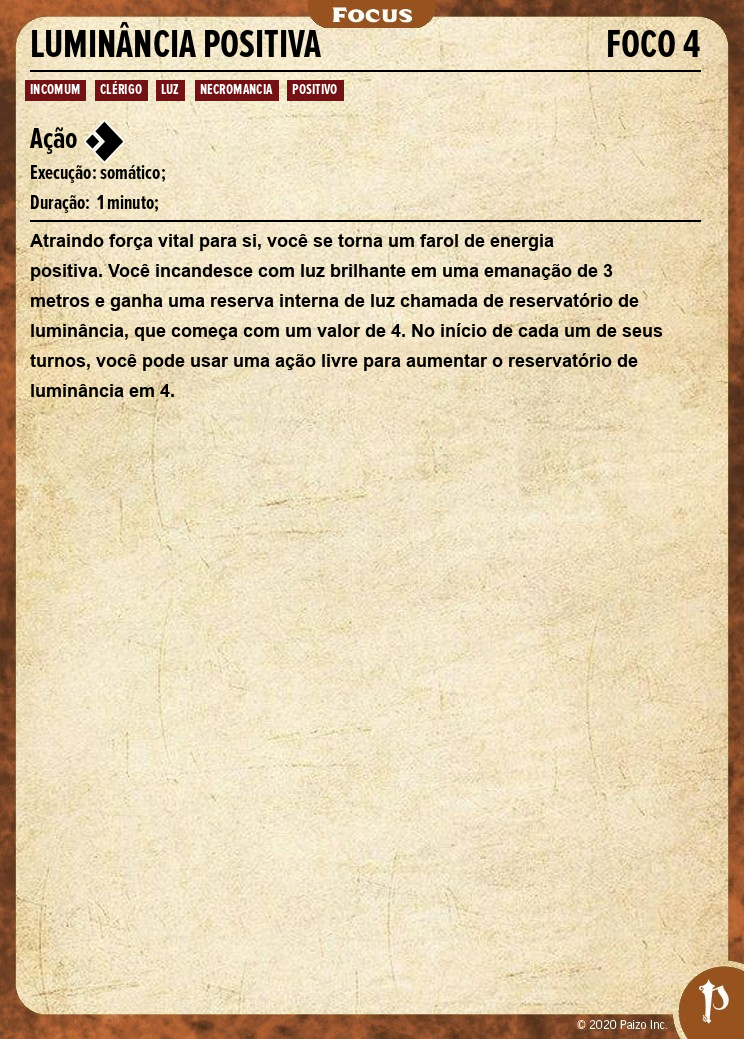 Focus
LUMINÂNCIA POSITIVA FOCO 4
INCOMUM CLÉRIGO LUZ NECROMANCIA POSITIVO
Ação
Execução: somático;
Duração: 1 minuto;
Atraindo força vital para si, você se torna um farol de energia
positiva. Você incandesce com luz brilhante em uma emanação de 3
metros e ganha uma reserva interna de luz chamada de reservatório de
luminância, que começa com um valor de 4. No início de cada um de seus
turnos, você pode usar uma ação livre para aumentar o reservatório de
luminância em 4.
© 2020 Paizo Inc.
P